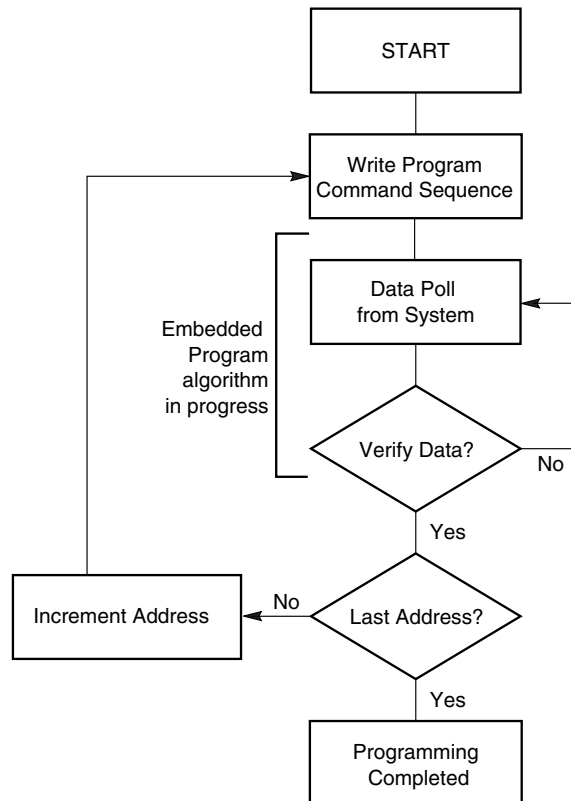 START
Write Program
Command Sequence
Data Poll
from System
Embedded
Program
algorithm
in progress
Verify Data?
No
Yes
Increment Address
No
Last Address?
Yes
Programming
Completed